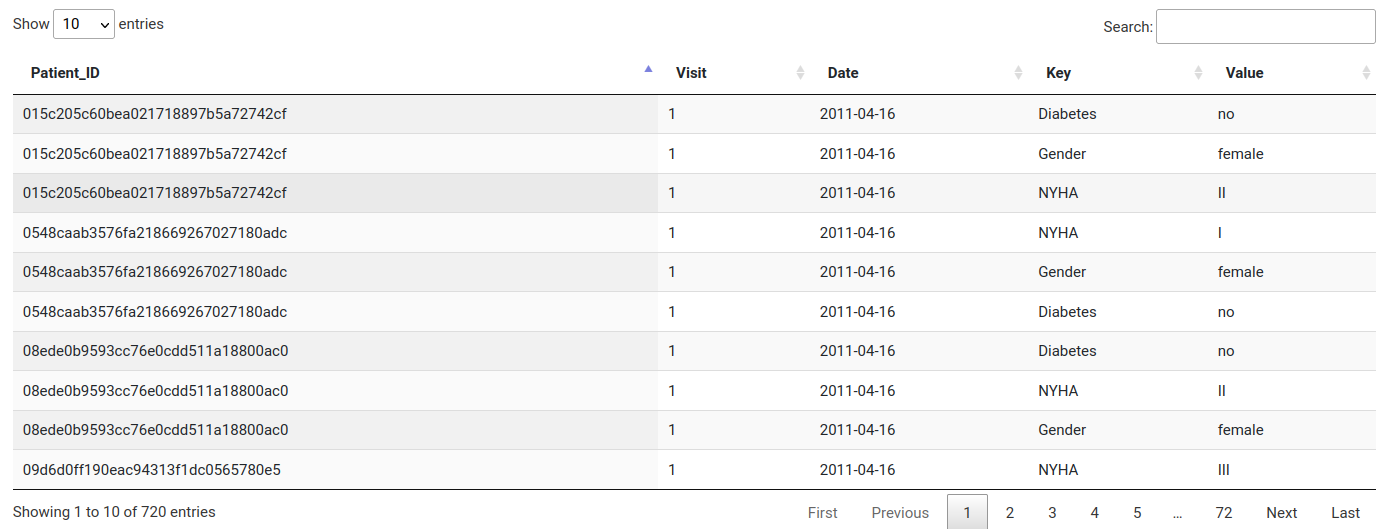 Show 10 entries Search:
Patient_ID Visit Date Key Value
015c205c60bea021718897b5a72742cf 1 2011-04-16 Diabetes no
015c205c60bea021718897b5a72742cf 1 2011-04-16 Gender female
015c205c60bea021718897b5a72742cf 1 2011-04-16 NYHA II
0548caab3576fa218669267027180adc 1 2011-04-16 NYHA I
0548caab3576fa218669267027180adc 1 2011-04-16 Gender female
0548caab3576fa218669267027180adc 1 2011-04-16 Diabetes no
08ede0b9593cc76e0cdd511a18800ac0 1 2011-04-16 Diabetes no
08ede0b9593cc76e0cdd511a18800ac0 1 2011-04-16 NYHA II
08ede0b9593cc76e0cdd511a18800ac0 1 2011-04-16 Gender female
09d6d0ff190eac94313f1dc0565780e5 1 2011-04-16 NYHA III
Showing 1 to 10 of 720 entries First Previous 1 2 3 4 5 … 72 Next Last